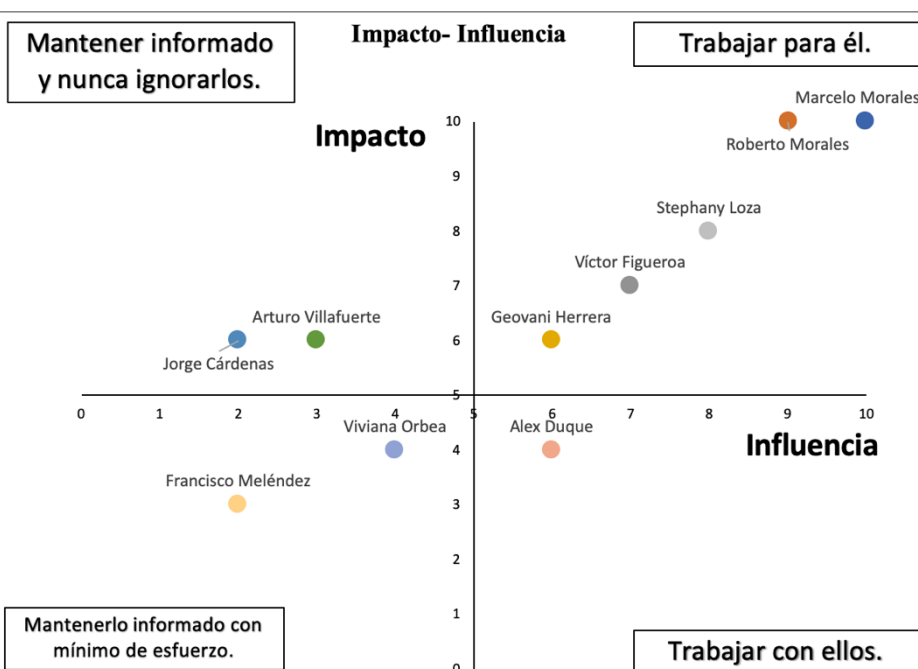 Mantener informado
y nunca ignorarlos.
Impacto- Influencia
Trabajar para él.
Marcelo Morales
Impacto
10
Roberto Morales
9
Stephany Loza
8
Víctor Figueroa
7
Arturo Villafuerte
Geovani Herrera
6
Jorge Cárdenas
5
0 1 2 3 4 5 6 7 8 9 10
Viviana Orbea
Alex Duque
4
Influencia
Francisco Meléndez
3
2
1
Mantenerlo informado con
mínimo de esfuerzo.
Trabajar con ellos.
0